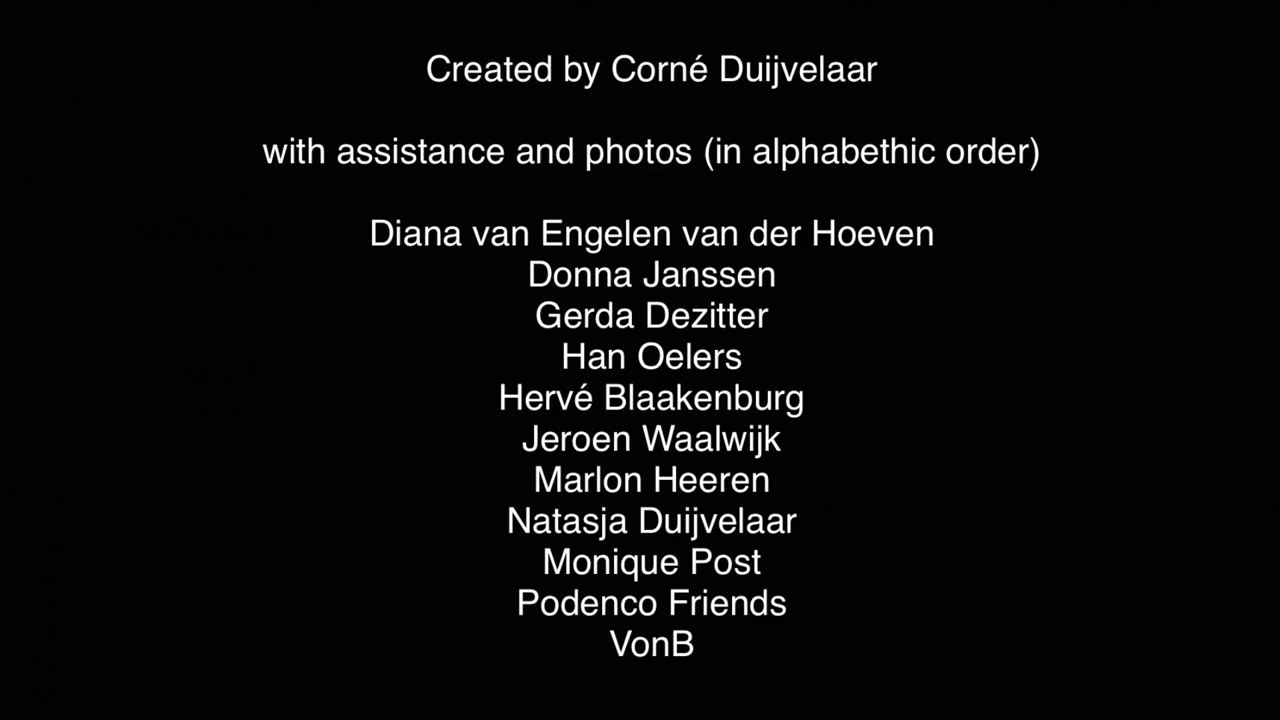 Created by Corné Duijvelaar
with assistance and photos (in alphabethic order)
Diana van Engelen van der Hoeven
Donna Janssen
Gerda Dezitter
Han Oelers
Hervé Blaakenburg
Jeroen Waalwijk
Marlon Heeren
Natasja Duijvelaar
Monique Post
Podenco Friends
VonB